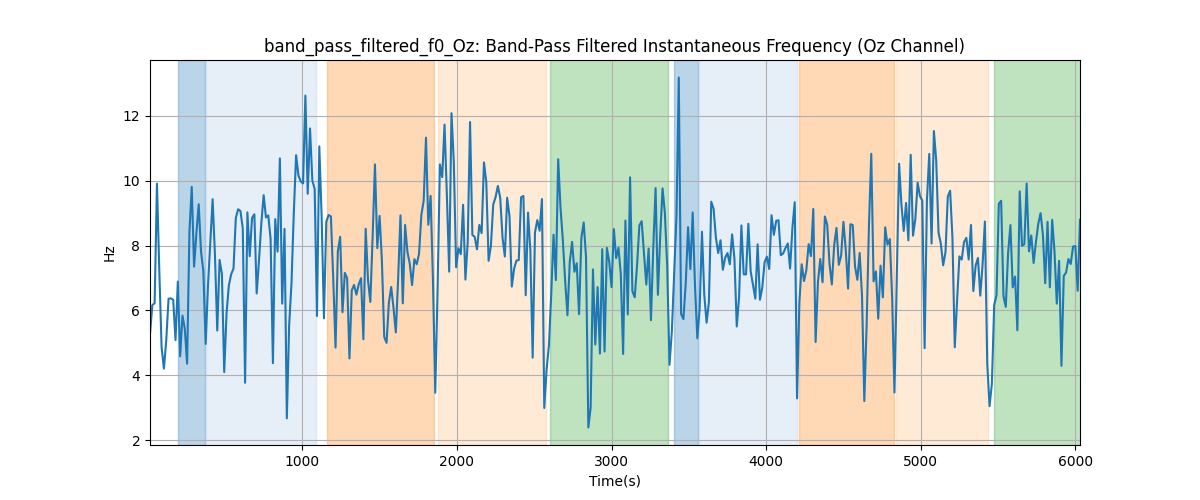 band_pass_filtered_f0_Oz: Band-Pass Filtered Instantaneous Frequency (Oz Channel)
12
10
8
6
4
2
Hz
1000 2000 3000 4000 5000 6000
Time(s)